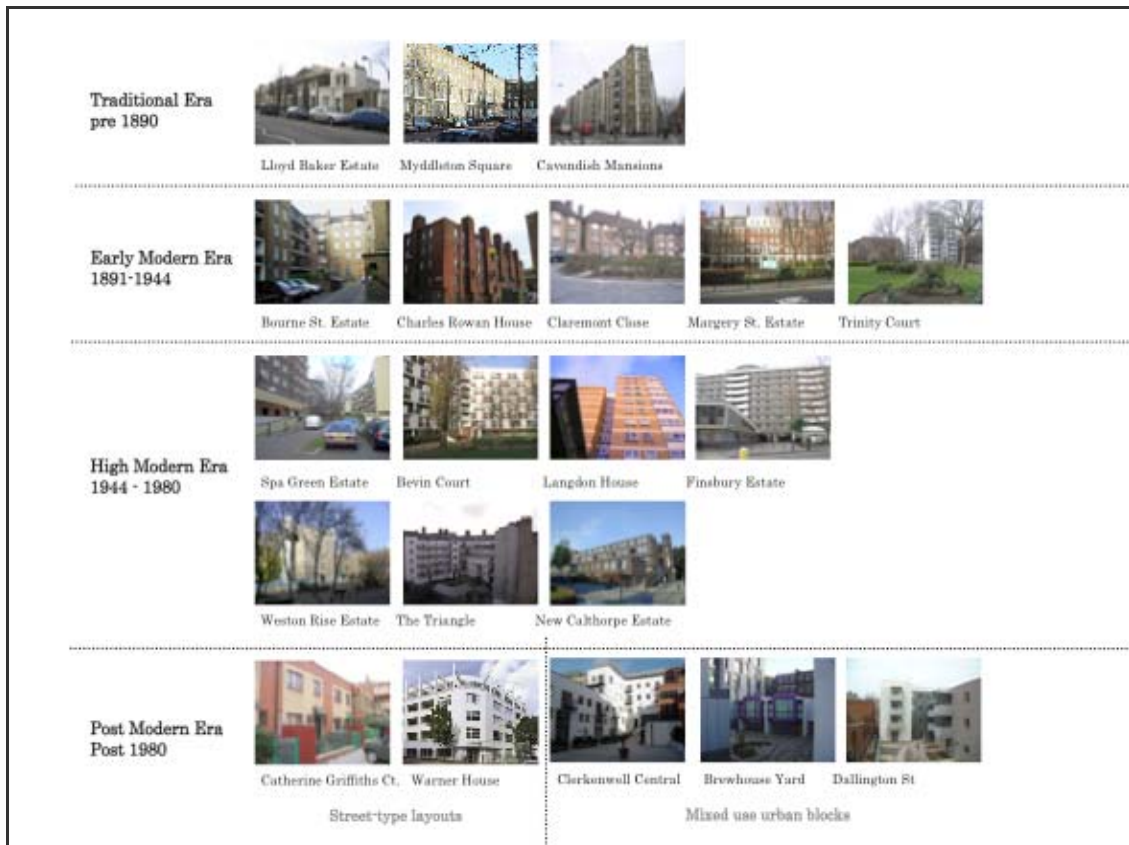 Traditional Era
pre 1890
Lloyd Baker Estate
Myddleton Square
Cavendish Mansions
Early Modern Era
1891-1944
Bourne St. Estate
Charles Rowan House
Claremont Close
Margery St. Estate
Trinity Court
High Modern Era
1944 - 1980
Spa Green Estate
Bevin Court
Langdon House
Finsbury Estate
Weston Rise Estate
The Triangle
New Calthorpe Estate
Post Modern Era
Post 1980
Catherine Griffiths Ct.
Warner House
Clerkenwell Central
Brewhouse Yard
Dallington St
Street-type layouts
Mixed use urban blocks